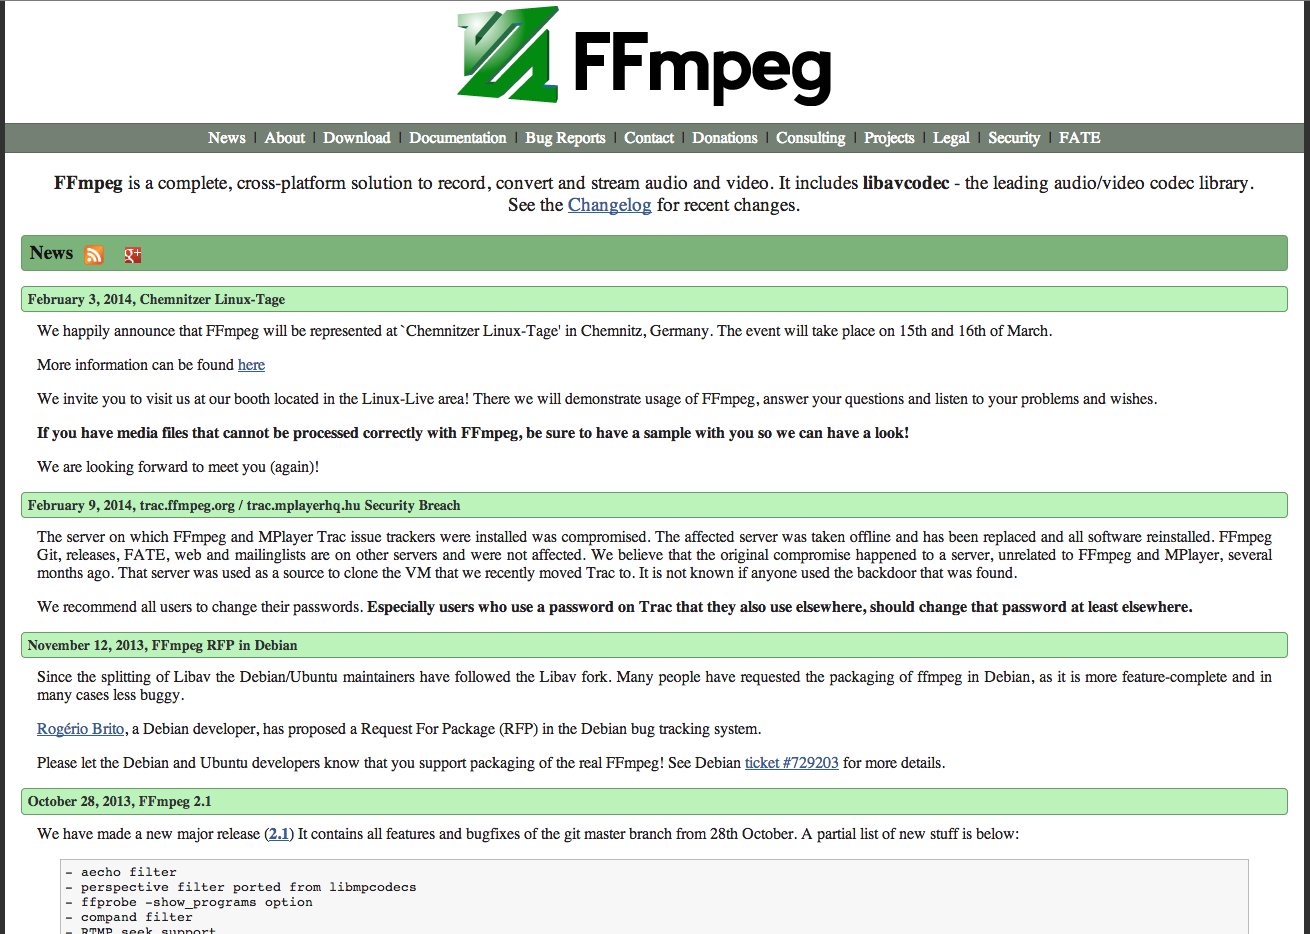 FFmpeg
News | About | Download | Documentation | Bug Reports | Contact | Donations | Consulting | Projects | Legal | Security | FATE
FFmpeg is a complete, cross-platform solution to record, convert and stream audio and video. It includes libavcodec - the leading audio/video codec library.
See the Changelog for recent changes.
News g+
February 3, 2014, Chemnitzer Linux-Tage
We happily announce that FFmpeg will be represented at `Chemnitzer Linux-Tage' in Chemnitz, Germany. The event will take place on 15th and 16th of March.
More information can be found here
We invite you to visit us at our booth located in the Linux-Live area! There we will demonstrate usage of FFmpeg, answer your questions and listen to your problems and wishes.
If you have media files that cannot be processed correctly with FFmpeg, be sure to have a sample with you so we can have a look!
We are looking forward to meet you (again)!
February 9, 2014, trac.ffmpeg.org / trac.mplayerhq.hu Security Breach
The server on which FFmpeg and MPlayer Trac issue trackers were installed was compromised. The affected server was taken offline and has been replaced and all software reinstalled. FFmpeg
Git, releases, FATE, web and mailinglists are on other servers and were not affected. We believe that the original compromise happened to a server, unrelated to FFmpeg and MPlayer, several
months ago. That server was used as a source to clone the VM that we recently moved Trac to. It is not known if anyone used the backdoor that was found.
We recommend all users to change their passwords. Especially users who use a password on Trac that they also use elsewhere, should change that password at least elsewhere.
November 12, 2013, FFmpeg RFP in Debian
Since the splitting of Libav the Debian/Ubuntu maintainers have followed the Libav fork. Many people have requested the packaging of ffmpeg in Debian, as it is more feature-complete and in
many cases less buggy.
Rogério Brito, a Debian developer, has proposed a Request For Package (RFP) in the Debian bug tracking system.
Please let the Debian and Ubuntu developers know that you support packaging of the real FFmpeg! See Debian ticket #729203 for more details.
October 28, 2013, FFmpeg 2.1
We have made a new major release (2.1) It contains all features and bugfixes of the git master branch from 28th October. A partial list of new stuff is below:
- aecho filter
- perspective filter ported from libmpcodecs
- ffprobe -show_programs option
- compand filter
- RTMP seek support